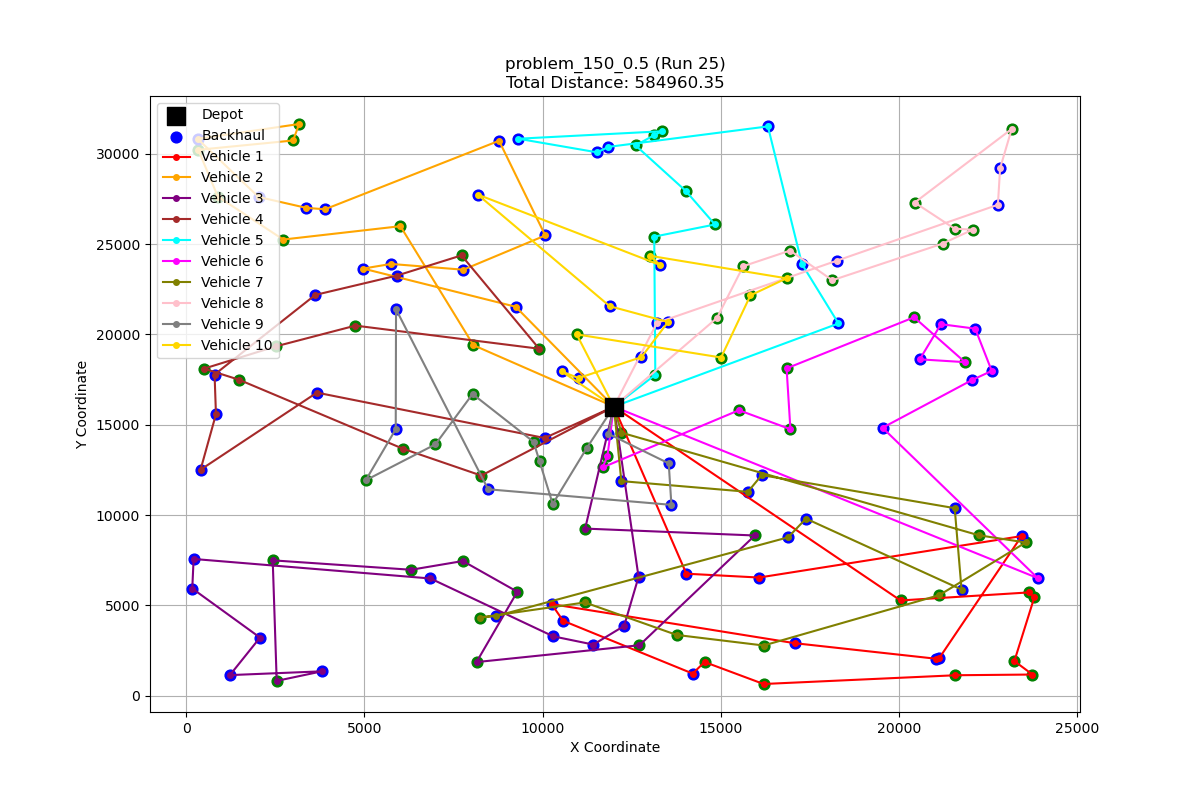 problem_150_0.5 (Run 25)
Total Distance: 584960.35
Depot
Backhaul
Vehicle 1
Vehicle 2
Vehicle 3
Vehicle 4
Vehicle 5
Vehicle 6
Vehicle 7
Vehicle 8
Vehicle 9
Vehicle 10
30000
25000
20000
15000
10000
5000
0
Y Coordinate
0 5000 10000 15000 20000 25000
X Coordinate